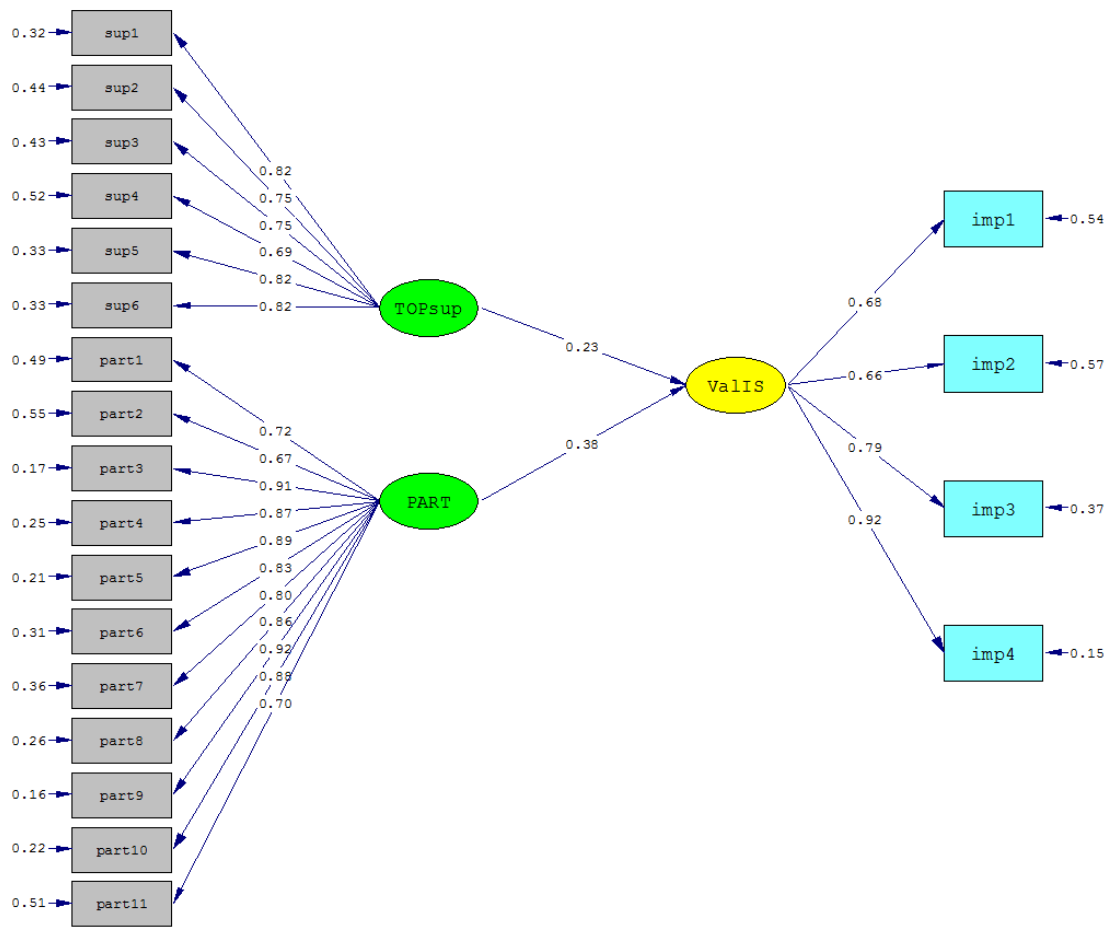 0.32 sup1
0.44 sup2
0.43 sup3
0.52 sup4
0.33 sup5
0.33 sup6
0.49 part1
0.55 part2
0.17 part3
0.25 part4
0.21 part5
0.31 part6
0.36 part7
0.26 part8
0.16 part9
0.22 part10
0.51 part11
0.82
0.75
0.75
0.69
0.82
0.82
TOPsup
0.72
0.67
0.91
0.87
0.89
0.83
0.80
0.86
0.92
0.88
0.70
PART
0.23
0.38
ValIS
0.68
0.66
0.79
0.92
imp1 0.54
imp2 0.57
imp3 0.37
imp4 0.15